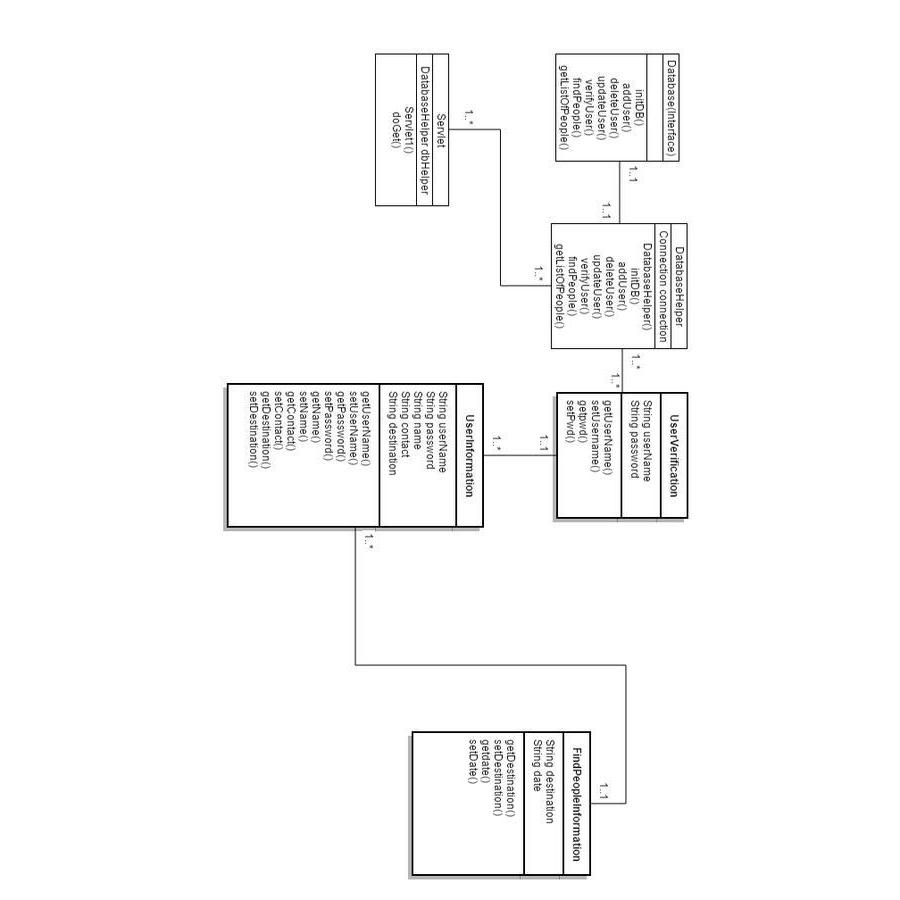 Database(Interface)
initDB()
addUser()
deleteUser()
updateUser()
verifyUser()
findPeople()
getListOfPeople()
1..1
1..1
DatabaseHelper
Connection connection
DatabaseHelper()
initDB()
addUser()
deleteUser()
updateUser()
verifyUser()
findPeople()
getListOfPeople()
1..*
1..*
Servlet
DatabaseHelper dbHelper
Servlet1()
doGet()
1..*
1..*
UserVerification
String userName
String password
getUserName()
setUsername()
getpwd()
setPwd()
1..1
1..*
UserInformation
String userName
String password
String name
String contact
String destination
getUserName()
setUserName()
getPassword()
setPassword()
getName()
setName()
getContact()
setContact()
getDestination()
setDestination()
1..*
1..1
FindPeopleInformation
String destination
String date
getDestination()
setDestination()
getdate()
setDate()